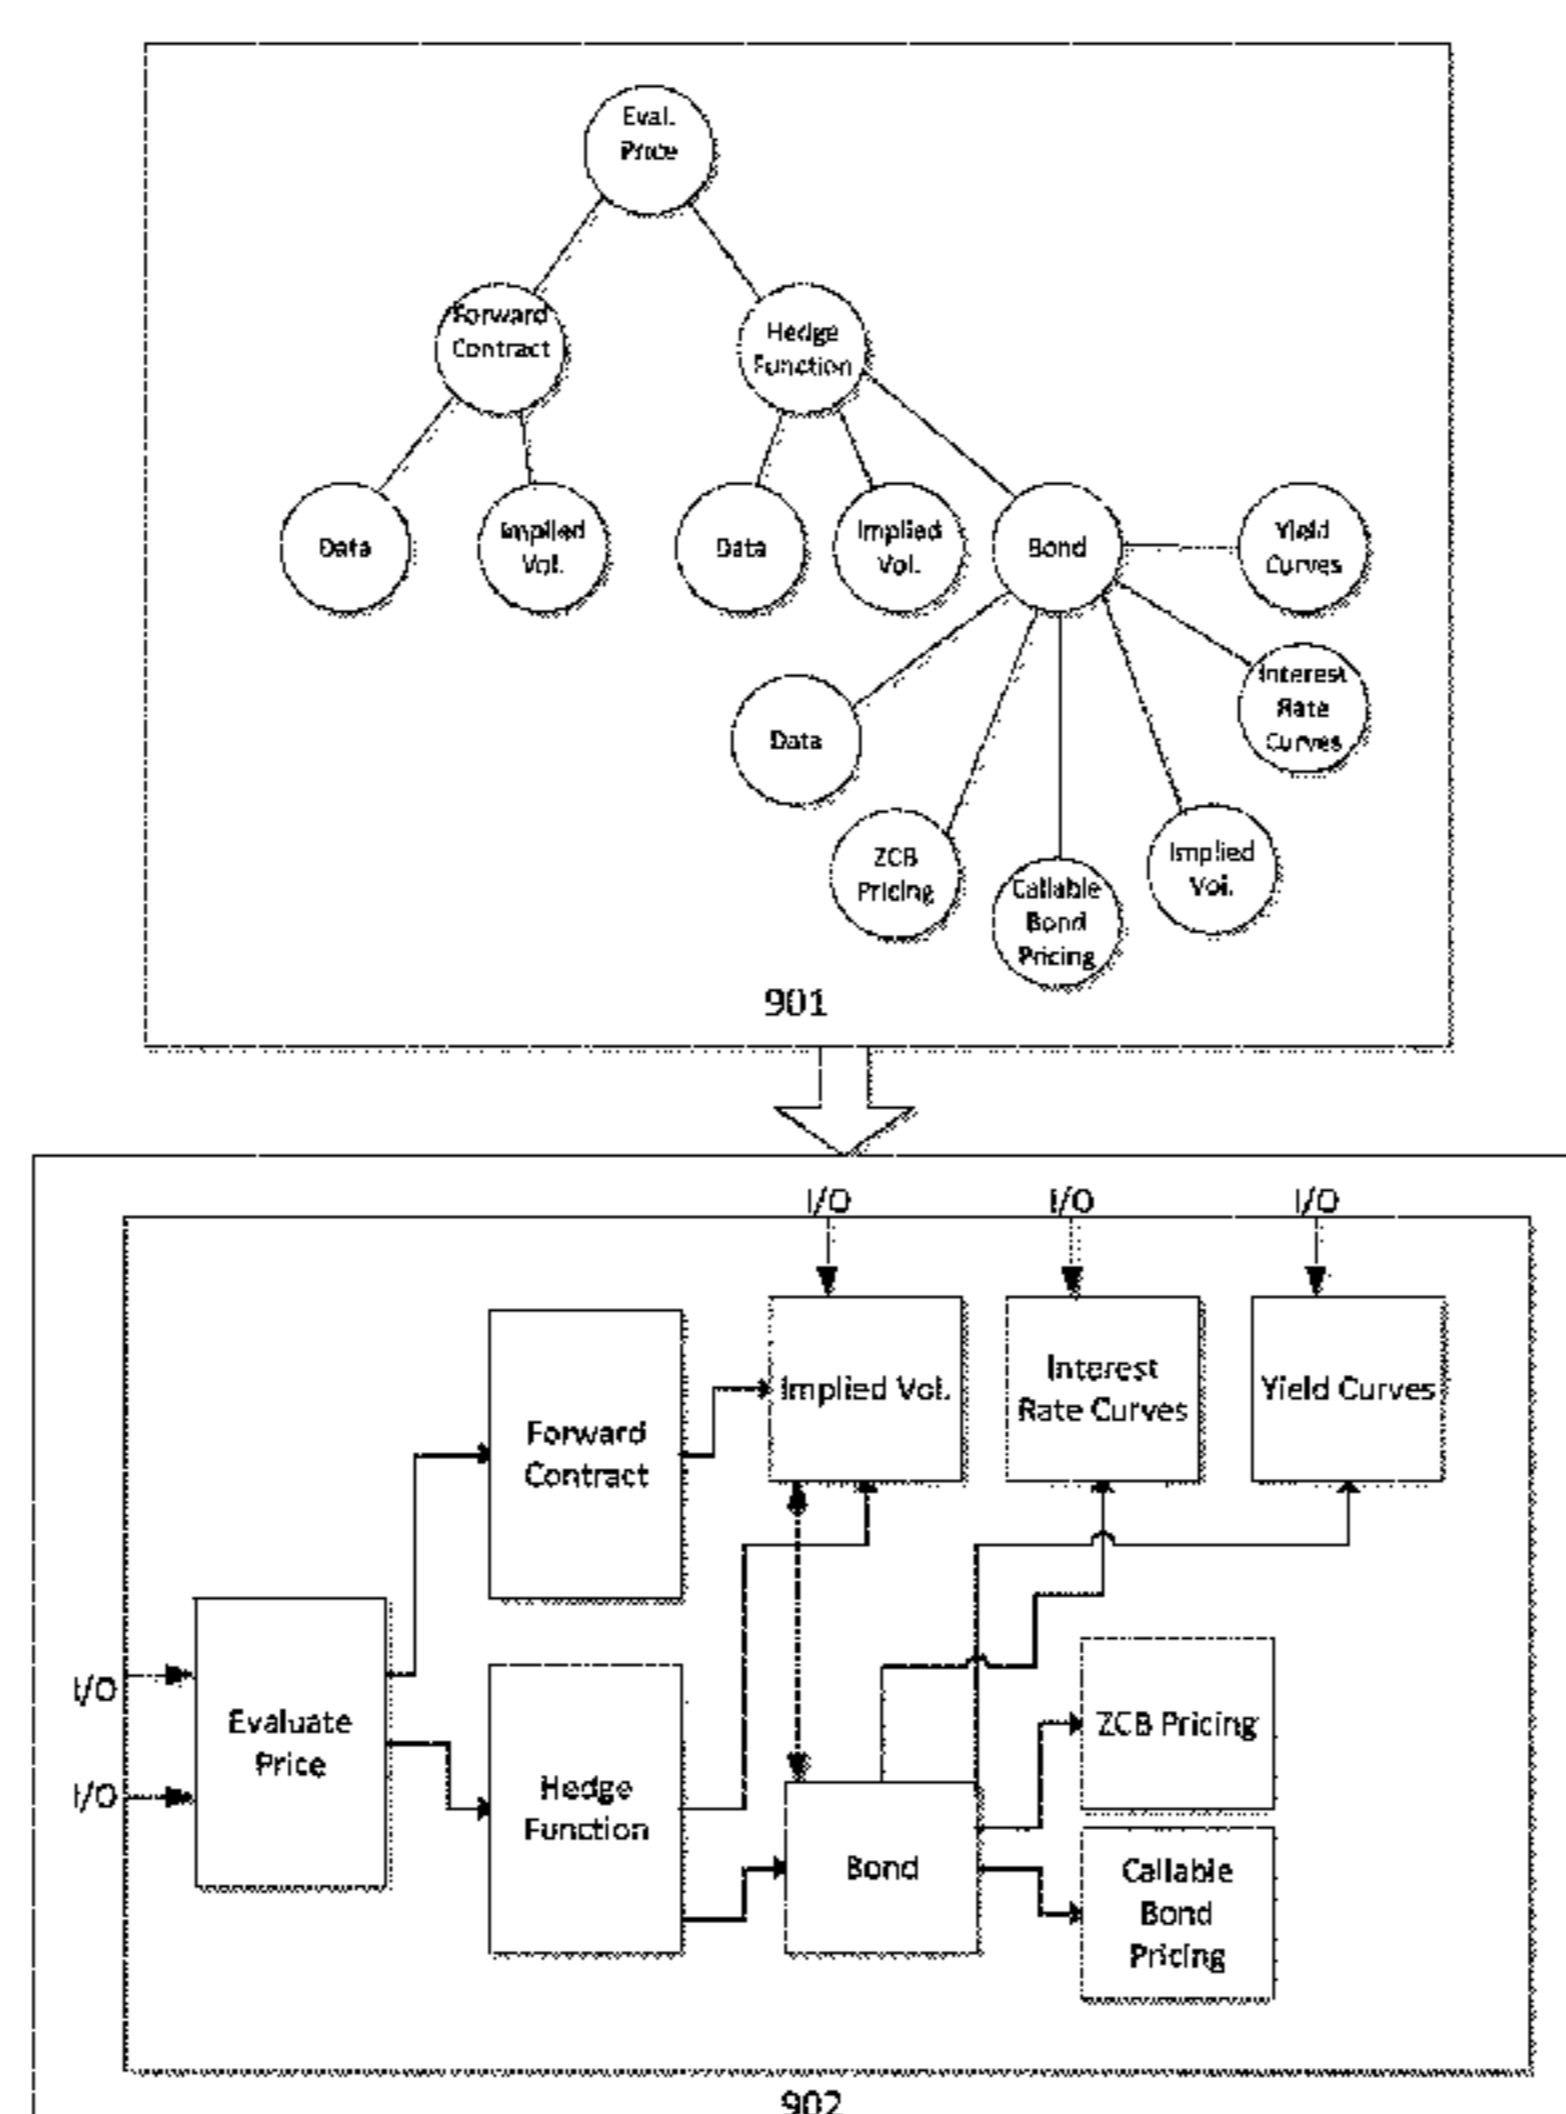 Eval.
Price
Forward
Contract
Hedge
Function
Data
Implied
Vol.
Data
Implied
Vol.
Bond
Yield
Curves
Data
ZCB
Pricing
Callable
Bond
Pricing
Implied
Vol.
Interest
Rate
Curves
901
I/O
I/O
I/O
Implied Vol.
Interest
Rate Curves
Yield Curves
Forward
Contract
I/O
I/O
Evaluate
Price
Hedge
Function
Bond
ZCB Pricing
Callable
Bond
Pricing
902